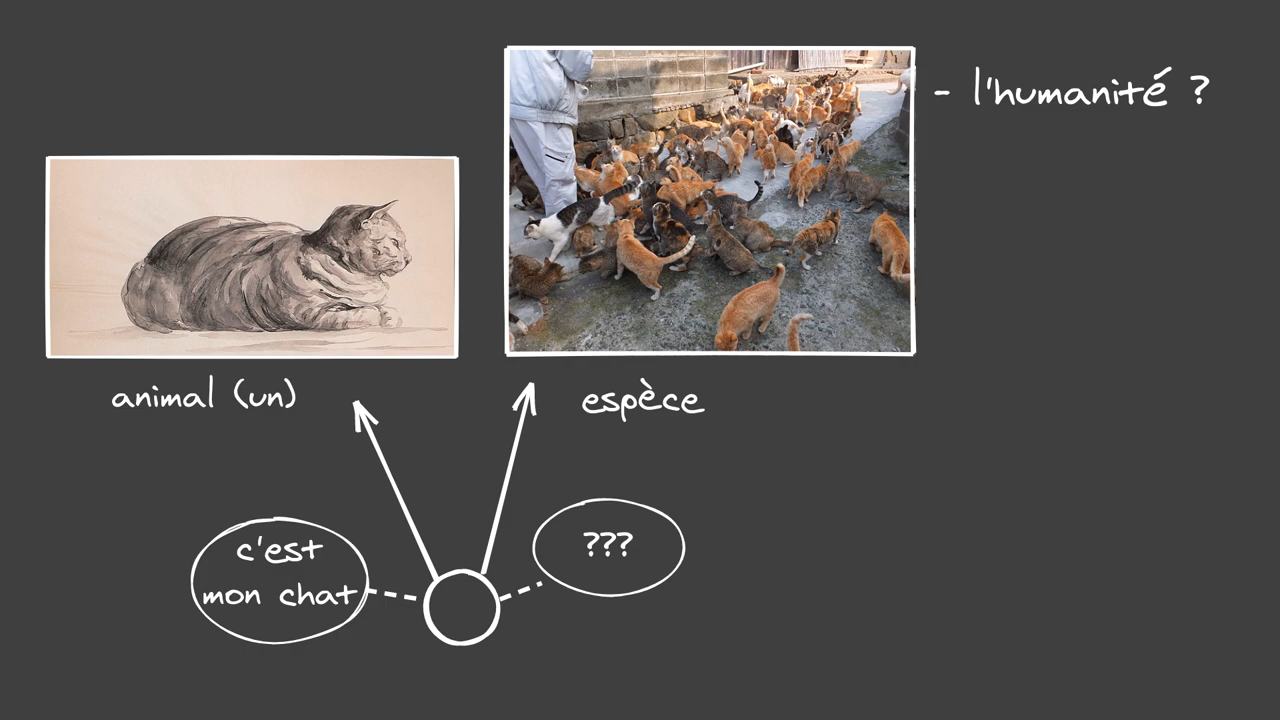 - l'humanité ?
animal (un)
espèce
c'est
mon chat
???